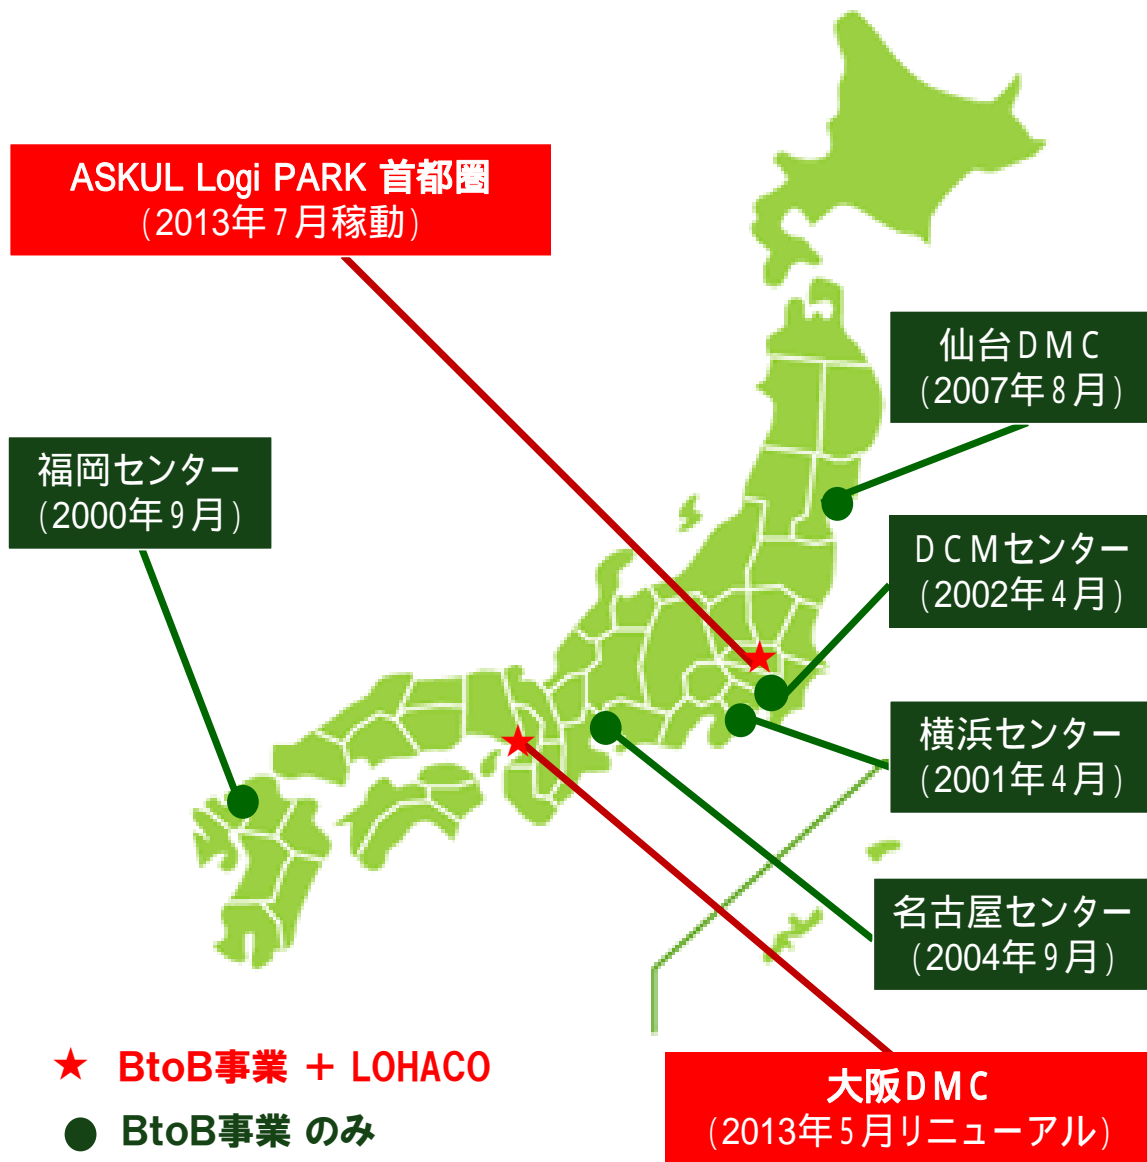 ASKUL Logi PARK 首都圏
(2013年7月稼動)
仙台DMC
(2007年8月)
福岡センター
(2000年9月)
DCMセンター
(2002年4月)
横浜センター
(2001年4月)
名古屋センター
(2004年9月)
大阪DMC
(2013年5月リニューアル)
★ BtoB事業 + LOHACO
● BtoB事業 のみ